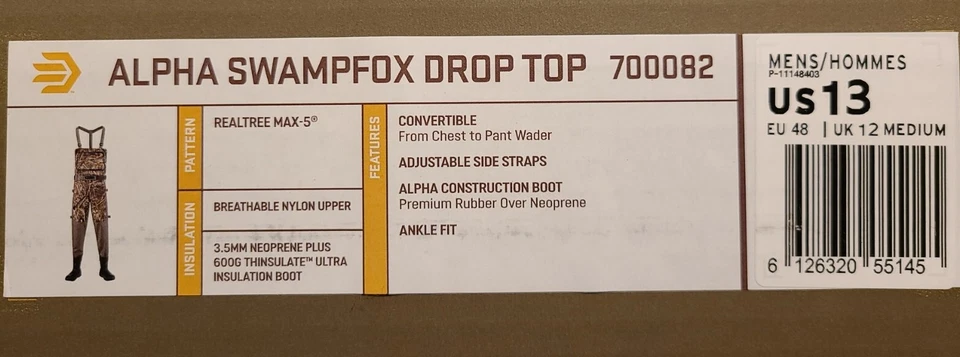 ALPHA SWAMPFOX DROP TOP 700082
PATTERN
REALTREE MAX-5®
INSULATION
BREATHABLE NYLON UPPER
3.5MM NEOPRENE PLUS
600G THINSULATE™ ULTRA
INSULATION BOOT
FEATURES
CONVERTIBLE
From Chest to Pant Wader
ADJUSTABLE SIDE STRAPS
ALPHA CONSTRUCTION BOOT
Premium Rubber Over Neoprene
ANKLE FIT
MENS/HOMMES
P-11148403
US 13
EU 48 | UK 12 MEDIUM
6 126320 55145